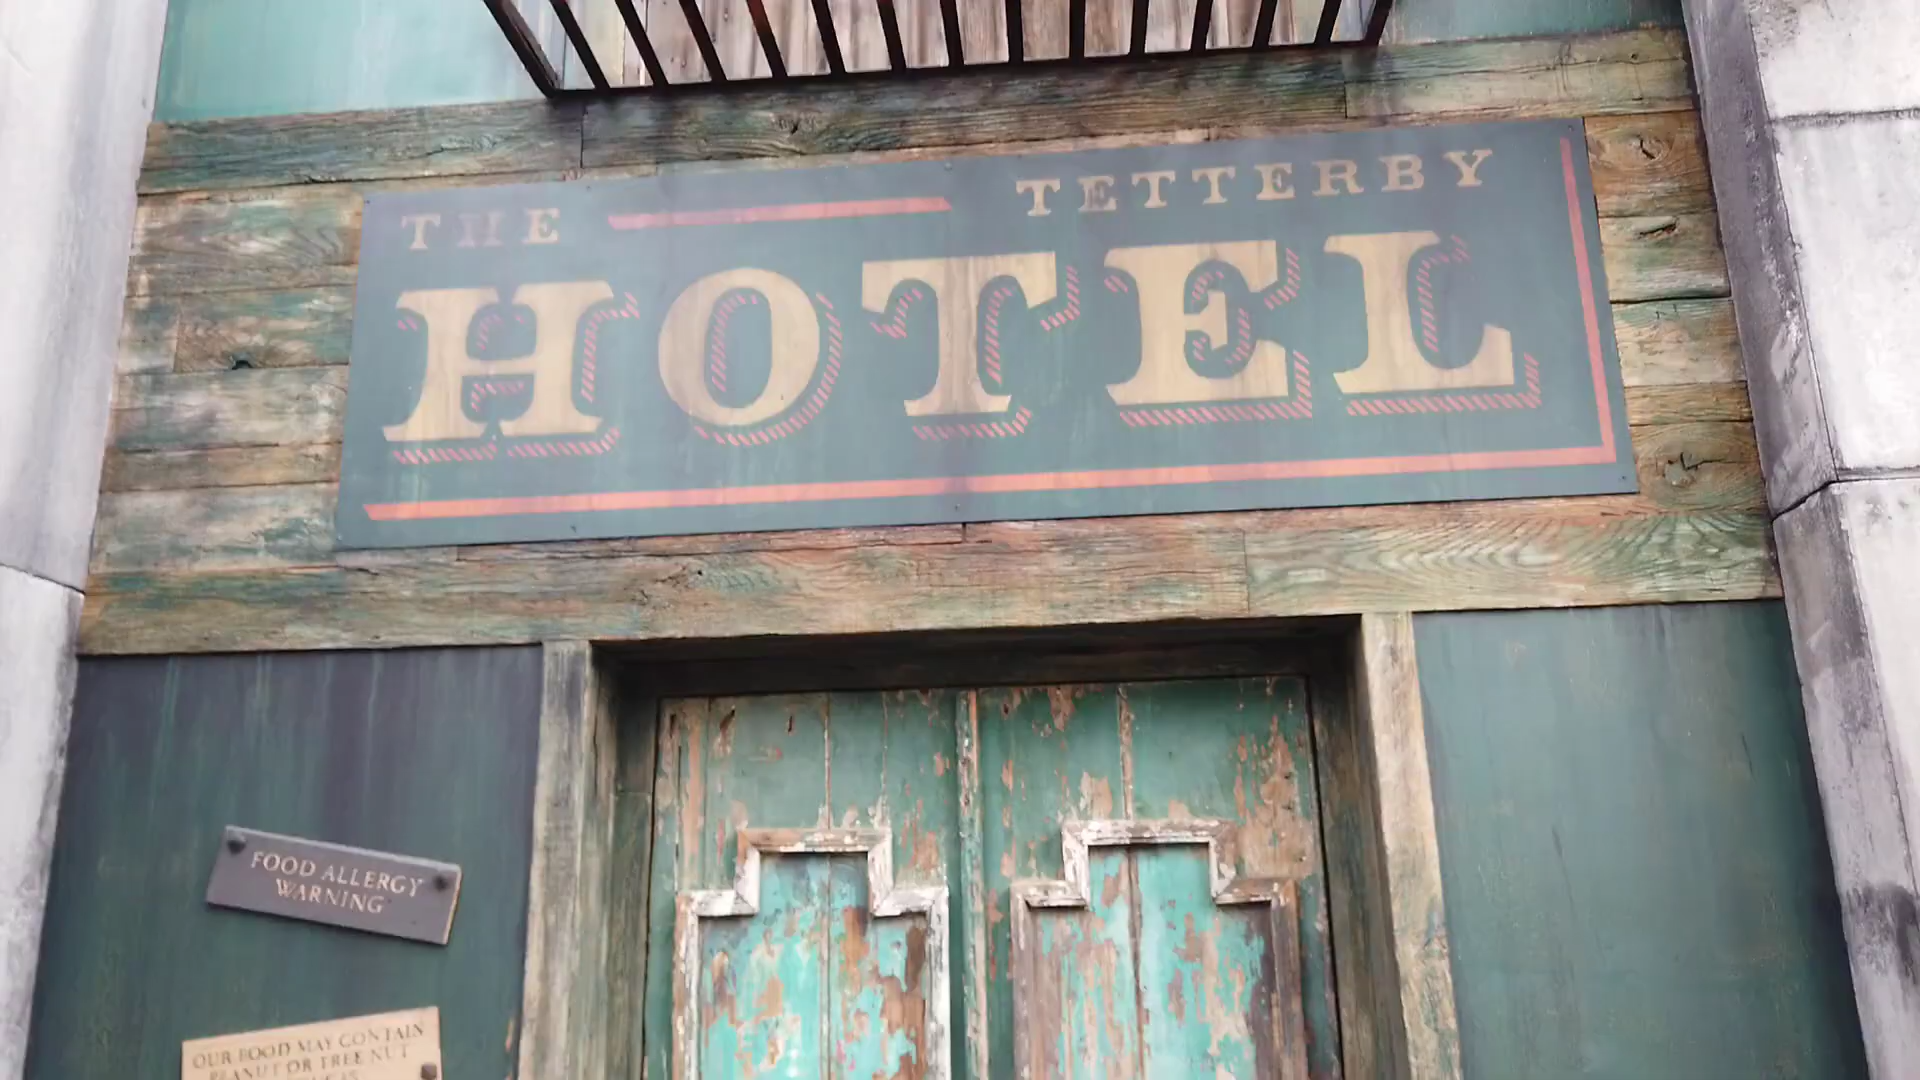 THE TETTERBY
HOTEL
FOOD ALLERGY
WARNING
OUR FOOD MAY CONTAIN
PEANUT OR TREE NUT